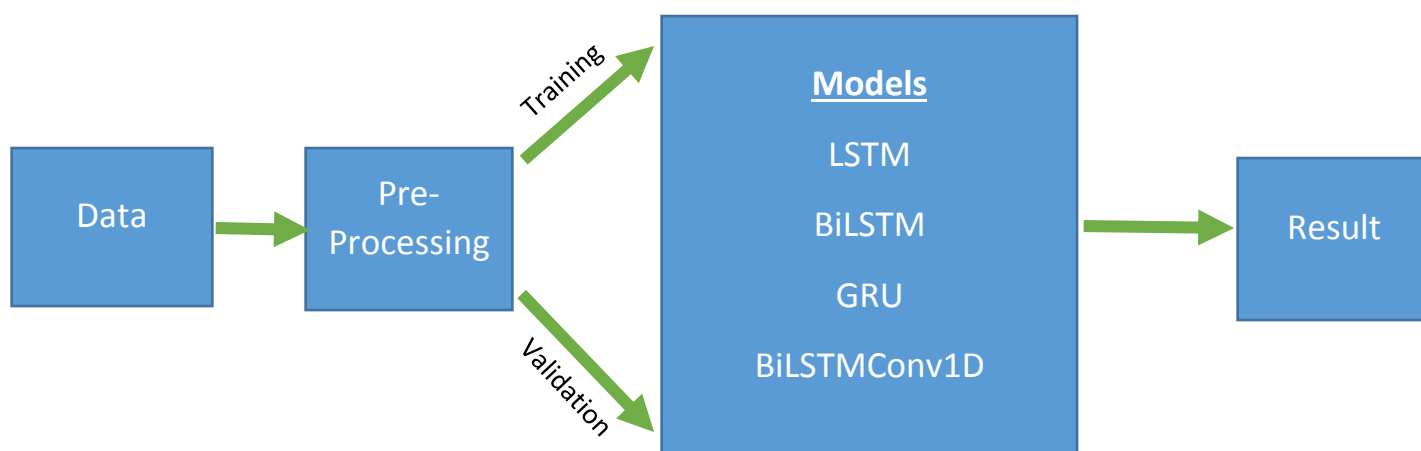 Data
Pre-
Processing
Training
Validation
Models
LSTM
BiLSTM
GRU
BiLSTMConv1D
Result